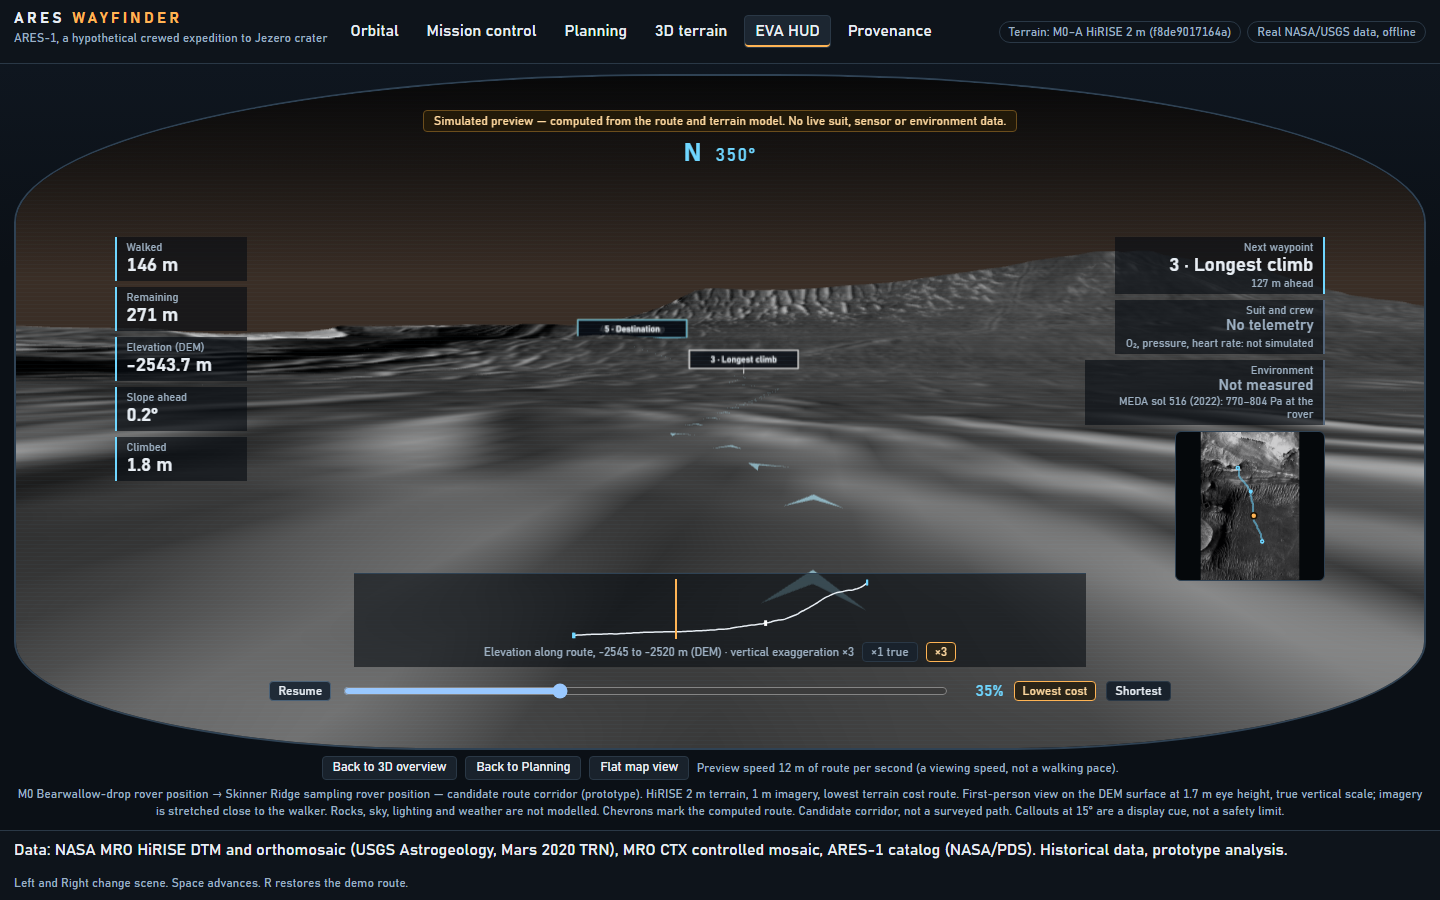 ARES WAYFINDER
ARES-1, a hypothetical crewed expedition to Jezero crater
Orbital
Mission control
Planning
3D terrain
EVA HUD
Provenance
Terrain: M0-A HiRISE 2 m (f8de9017164a)
Real NASA/USGS data, offline
Simulated preview — computed from the route and terrain model. No live suit, sensor or environment data.
N 350°
Walked
146 m
Remaining
271 m
Elevation (DEM)
-2543.7 m
Slope ahead
0.2°
Climbed
1.8 m
5 · Destination
3 · Longest climb
Next waypoint
3 · Longest climb
127 m ahead
Suit and crew
No telemetry
O₂, pressure, heart rate: not simulated
Environment
Not measured
MEDA sol 516 (2022): 770–804 Pa at the
rover
Elevation along route, -2545 to -2520 m (DEM) · vertical exaggeration ×3
×1 true
×3
Resume
35%
Lowest cost
Shortest
Back to 3D overview
Back to Planning
Flat map view
Preview speed 12 m of route per second (a viewing speed, not a walking pace).
M0 Bearwallow-drop rover position → Skinner Ridge sampling rover position — candidate route corridor (prototype). HiRISE 2 m terrain, 1 m imagery, lowest terrain cost route. First-person view on the DEM surface at 1.7 m eye height, true vertical scale; imagery
is stretched close to the walker. Rocks, sky, lighting and weather are not modelled. Chevrons mark the computed route. Candidate corridor, not a surveyed path. Callouts at 15° are a display cue, not a safety limit.
Data: NASA MRO HiRISE DTM and orthomosaic (USGS Astrogeology, Mars 2020 TRN), MRO CTX controlled mosaic, ARES-1 catalog (NASA/PDS). Historical data, prototype analysis.
Left and Right change scene. Space advances. R restores the demo route.